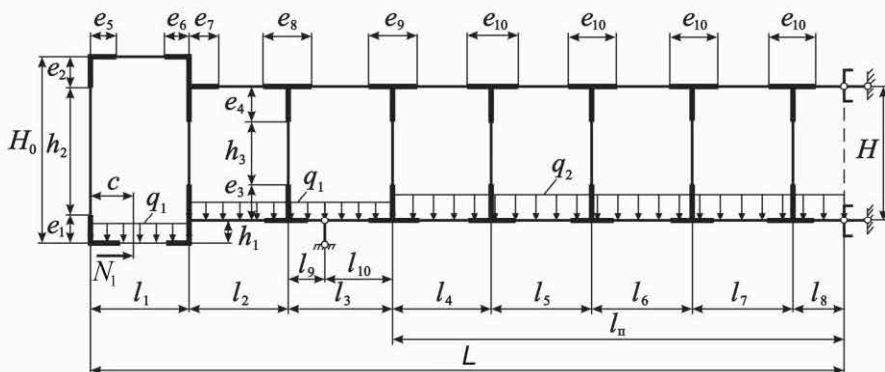 e₅ e₆ e₇ e₈ e₉ e₁₀ e₁₀ e₁₀ e₁₀
e₂
e₄
H₀ h₂ h₃ H
c q₁ q₁ q₂
e₃
e₁ h₁
N₁ l₉ l₁₀
l₁ l₂ l₃ l₄ l₅ l₆ l₇ l₈
lₙ
L